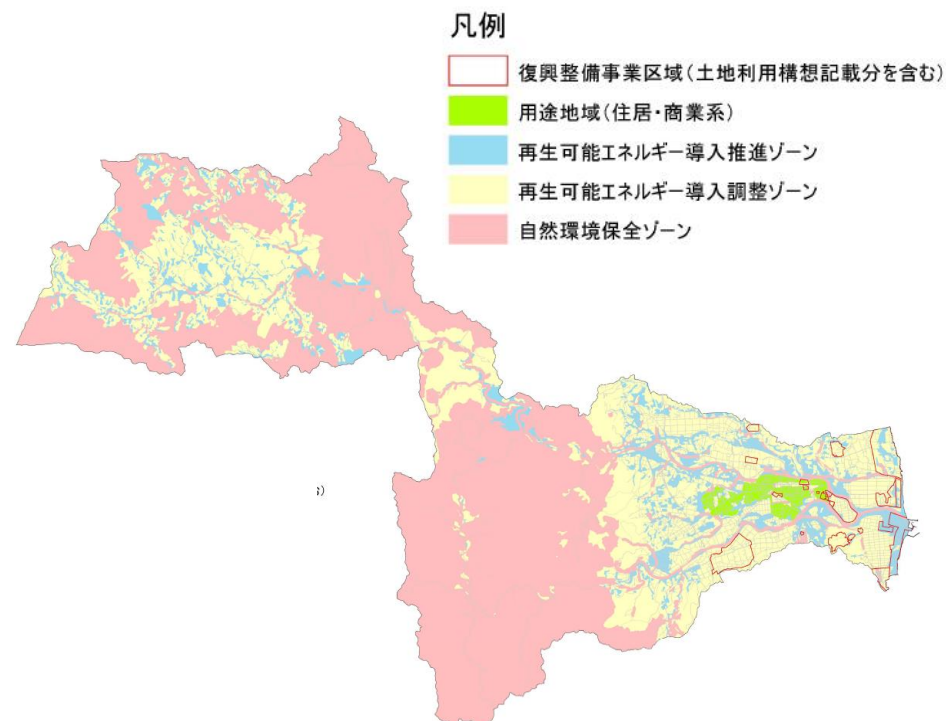 凡例
復興整備事業区域(土地利用構想記載分を含む)
用途地域(住居・商業系)
再生可能エネルギー導入推進ゾーン
再生可能エネルギー導入調整ゾーン
自然環境保全ゾーン